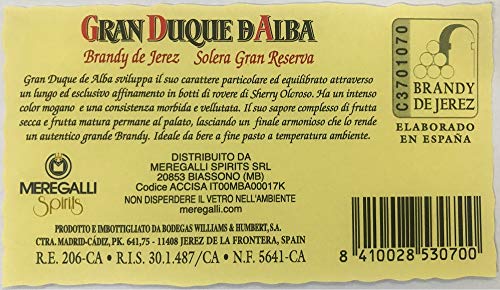 GRAN DUQUE D ALBA
Brandy de Jerez Solera Gran Reserva
Gran Duque de Alba sviluppa il suo carattere particolare ed equilibrato attraverso
un lungo ed esclusivo affinamento in botti di rovere di Sherry Olcroso. Ha un intenso
color mogano e una consistenza morbida e vellutata. Il suo sapore complesso di frutta
secca e frutta matura permane al palato, lasciando un finale armonioso che lo rende
un autentico grande Brandy. Ideale da bere a fine pasto a temperatura ambiente.
C3701070
BRANDY
DE JEREZ
ELABORADO
EN ESPAÑA
MEREGALLI
Spirits
DISTRIBUITO DA
MEREGALLI SPIRITS SRL
20853 BIASSONO (MB)
Codice ACCISA IT00MBA00017K
NON DISPERDERE IL VETRO NELL'AMBIENTE
meregalli.com
PRODOTTO E IMBOTTIGLIATO DA BODEGAS WILLIAMS & HUMBERT, S.A.
CTRA. MADRID-CÁDIZ, PK. 641,75 - 11408 JEREZ DE LA FRONTERA, SPAIN
R.E. 206-CA • R.I.S. 30.1.487/CA • N.F. 5641-CA
8 410028 530700